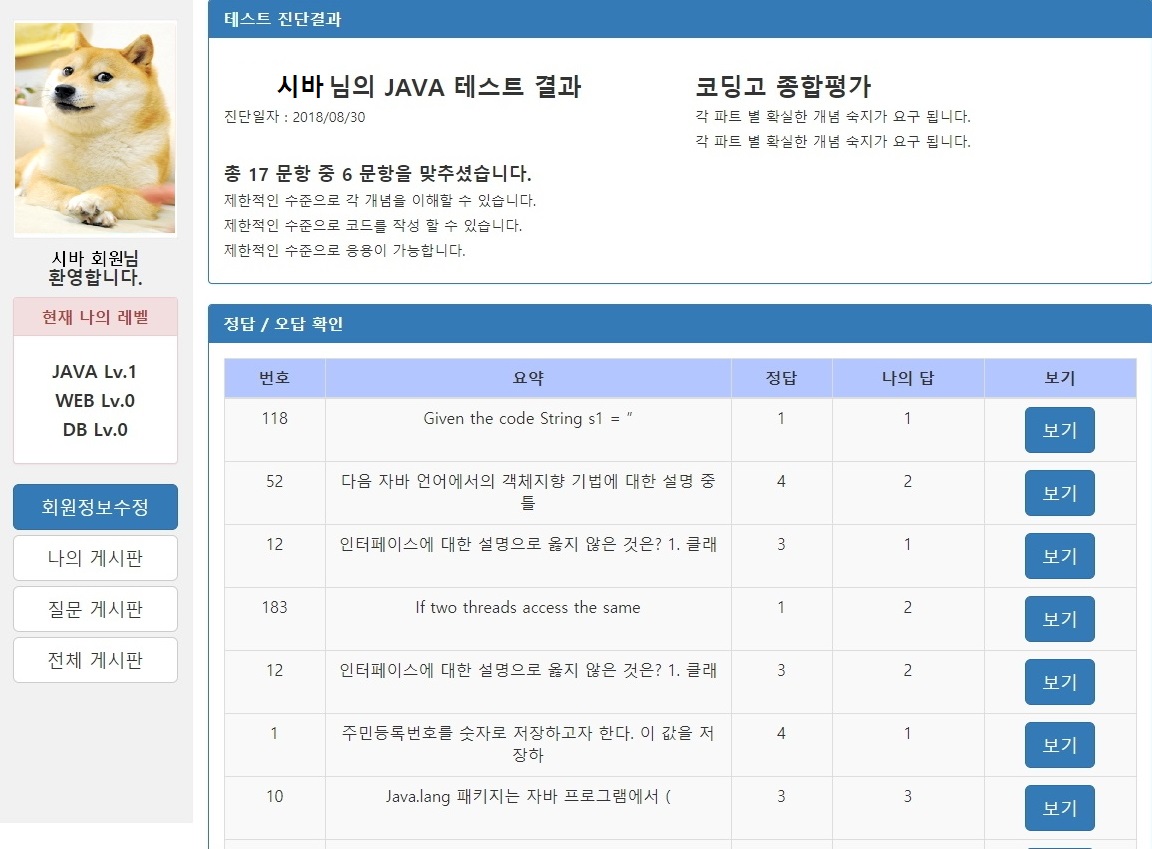 시바 회원님
환영합니다.
현재 나의 레벨
JAVA Lv.1
WEB Lv.0
DB Lv.0
회원정보수정
나의 게시판
질문 게시판
전체 게시판
테스트 진단결과
시바 님의 JAVA 테스트 결과
진단일자 : 2018/08/30
총 17 문항 중 6 문항을 맞추셨습니다.
제한적인 수준으로 각 개념을 이해할 수 있습니다.
제한적인 수준으로 코드를 작성 할 수 있습니다.
제한적인 수준으로 응용이 가능합니다.
코딩고 종합평가
각 파트 별 확실한 개념 숙지가 요구 됩니다.
각 파트 별 확실한 개념 숙지가 요구 됩니다.
정답 / 오답 확인
번호 요약 정답 나의 답 보기
118 Given the code String s1 = " 1 1 보기
52 다음 자바 언어에서의 객체지향 기법에 대한 설명 중 4 2 보기
틀
12 인터페이스에 대한 설명으로 옳지 않은 것은? 1. 클래 3 1 보기
183 If two threads access the same 1 2 보기
12 인터페이스에 대한 설명으로 옳지 않은 것은? 1. 클래 3 2 보기
1 주민등록번호를 숫자로 저장하고자 한다. 이 값을 저 4 1 보기
장하
10 Java.lang 패키지는 자바 프로그램에서 ( 3 3 보기